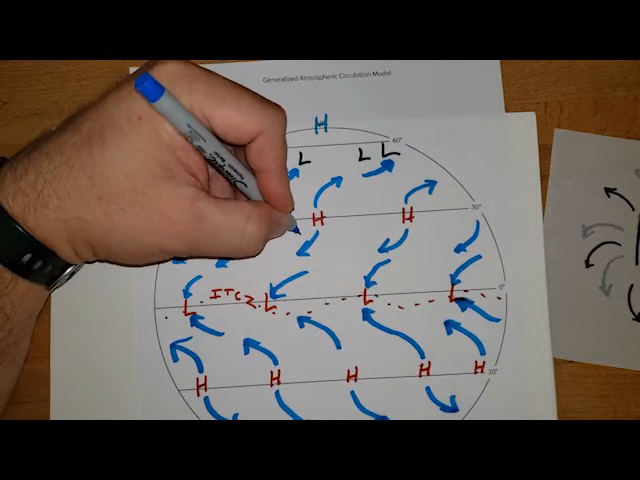 Generalized Atmospheric Circulation Model
H
60°
L L L
H H
30°
0°
ITCZ
L L L L
H H H H H
30°